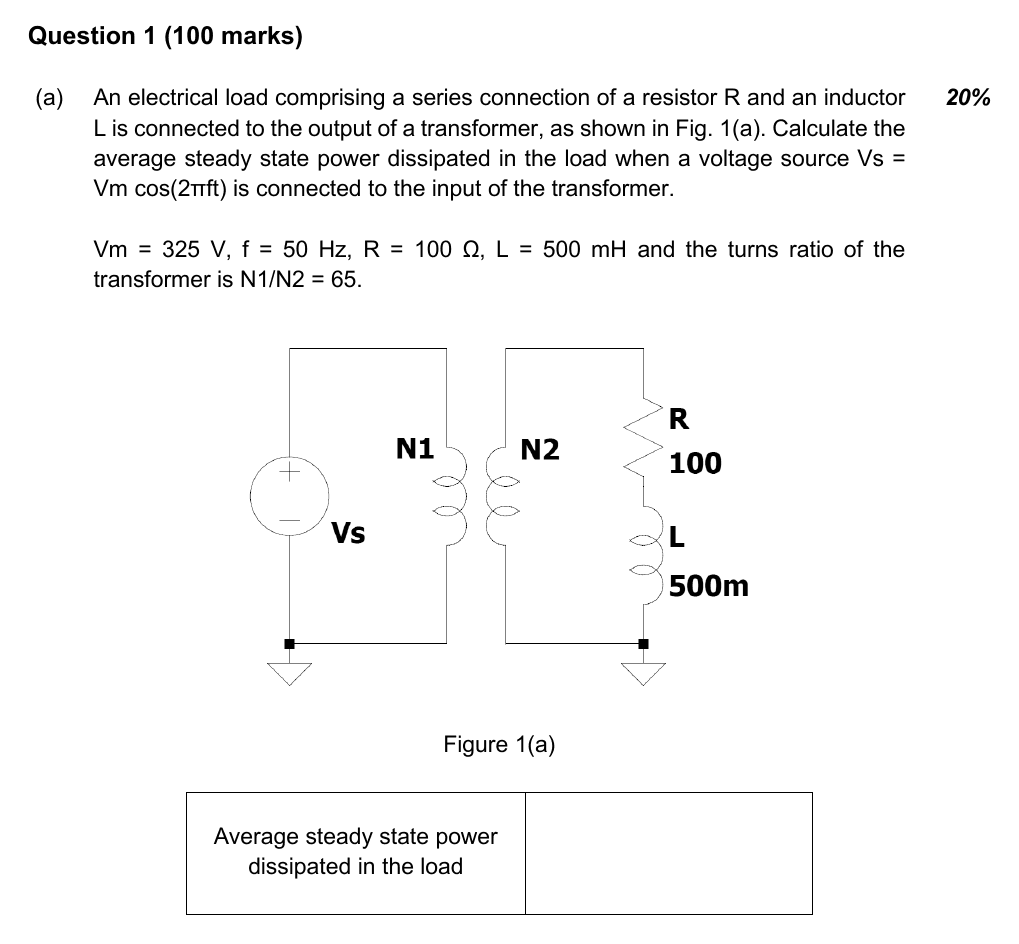 Question 1 (100 marks)
(a) An electrical load comprising a series connection of a resistor R and an inductor 20%
L is connected to the output of a transformer, as shown in Fig. 1(a). Calculate the
average steady state power dissipated in the load when a voltage source Vs =
Vm cos(2πft) is connected to the input of the transformer.
Vm = 325 V, f = 50 Hz, R = 100 Ω, L = 500 mH and the turns ratio of the
transformer is N1/N2 = 65.
R
N1 N2
100
+
−
Vs
L
500m
Figure 1(a)
Average steady state power
dissipated in the load